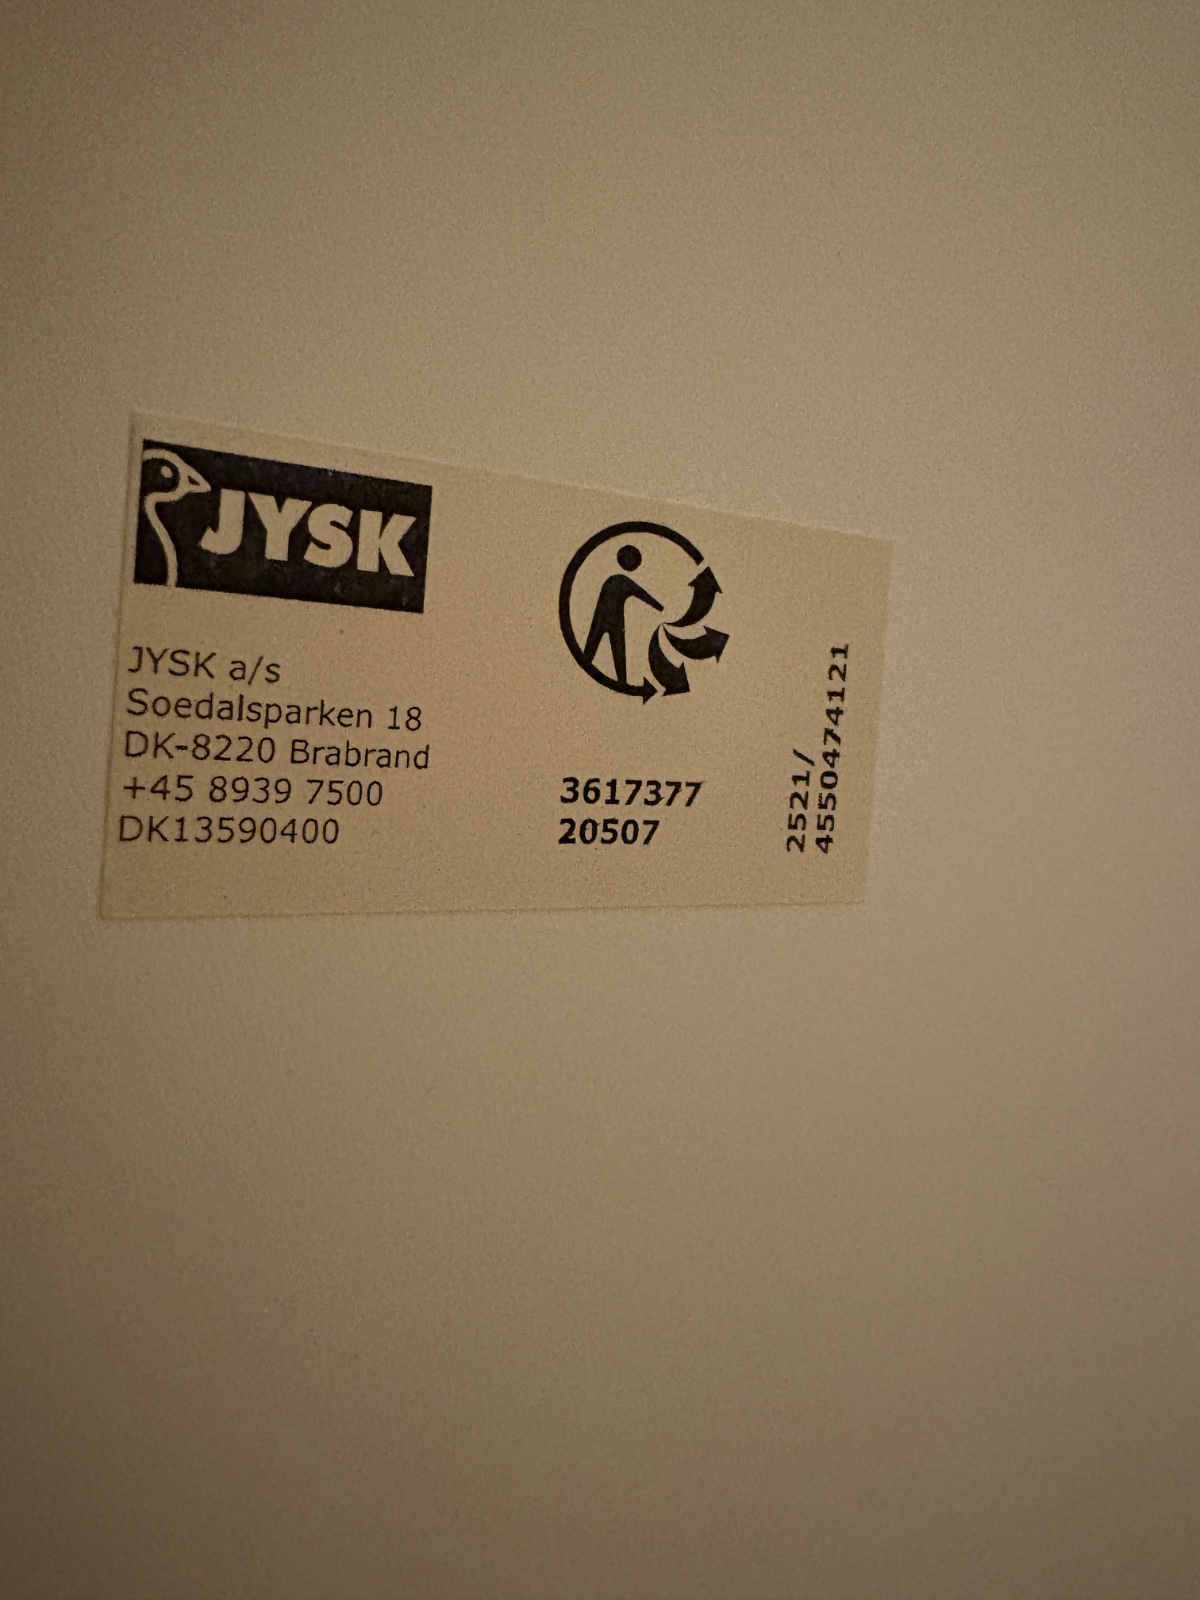 JYSK
JYSK a/s
Soedalsparken 18
DK-8220 Brabrand
+45 8939 7500
DK13590400
3617377
20507
2521/
4550474121